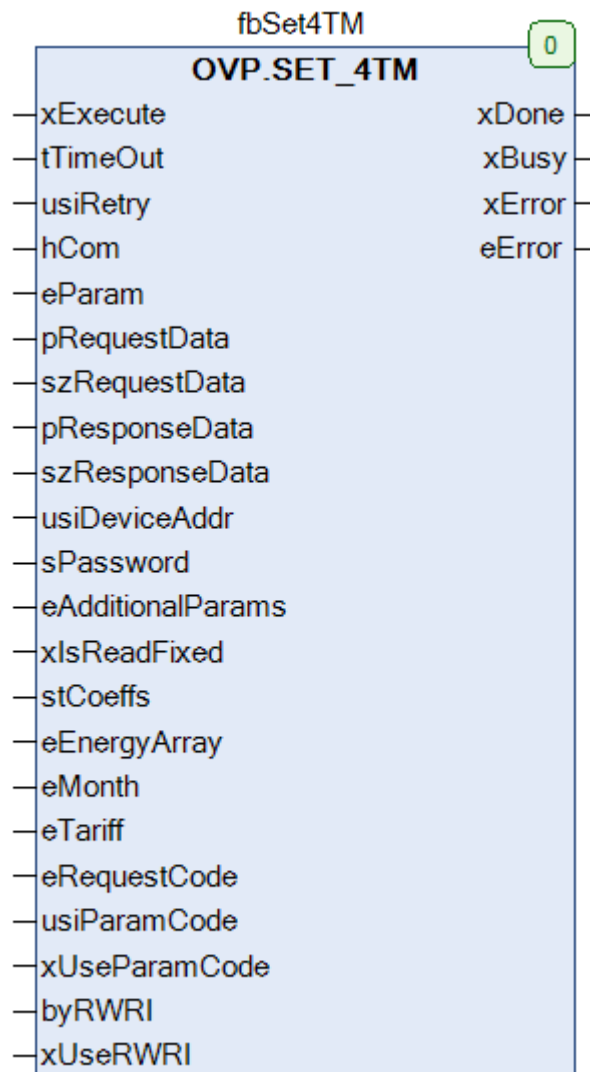 fbSet4TM
0
OVP.SET_4TM
xExecute xDone
tTimeOut xBusy
usiRetry xError
hCom eError
eParam
pRequestData
szRequestData
pResponseData
szResponseData
usiDeviceAddr
sPassword
eAdditionalParams
xIsReadFixed
stCoeffs
eEnergyArray
eMonth
eTariff
eRequestCode
usiParamCode
xUseParamCode
byRWRI
xUseRWRI